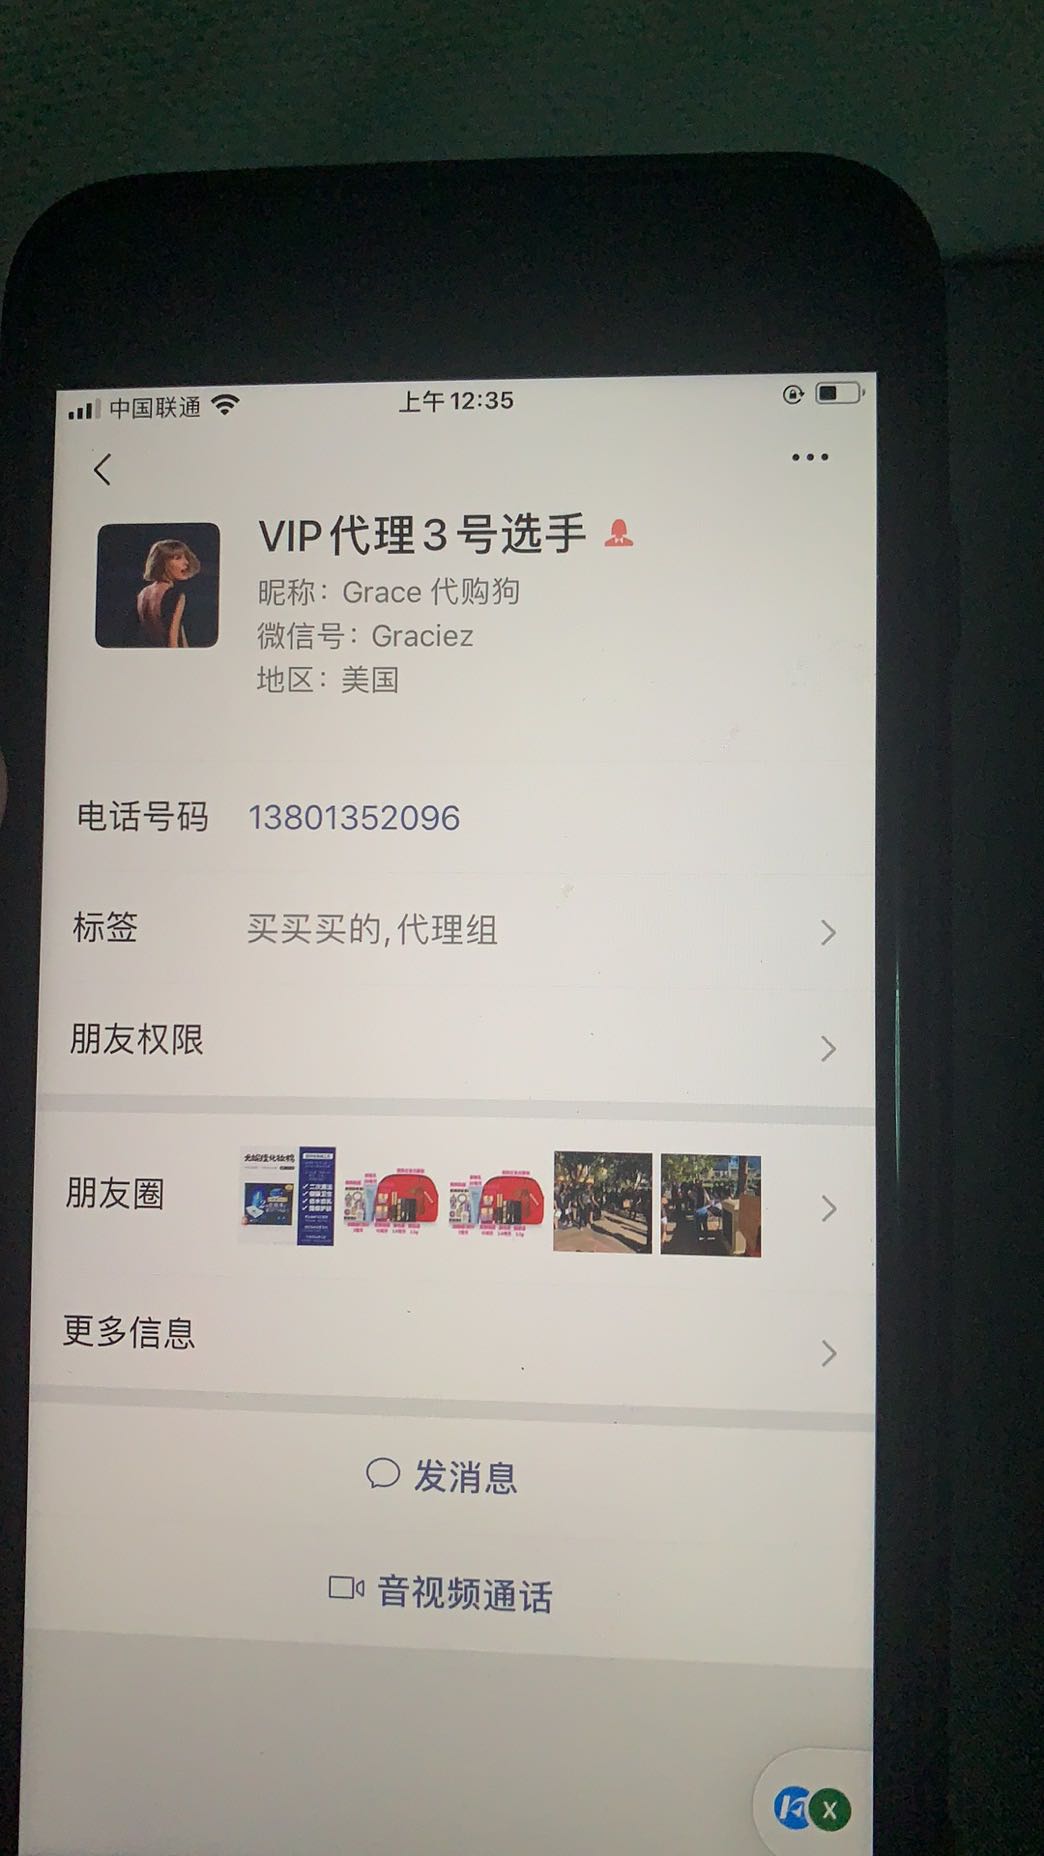 中国联通
上午12:35
VIP代理3号选手
昵称：Grace 代购狗
微信号：Graciez
地区：美国
电话号码 13801352096
标签 买买买的,代理组
朋友权限
朋友圈
更多信息
发消息
音视频通话
X